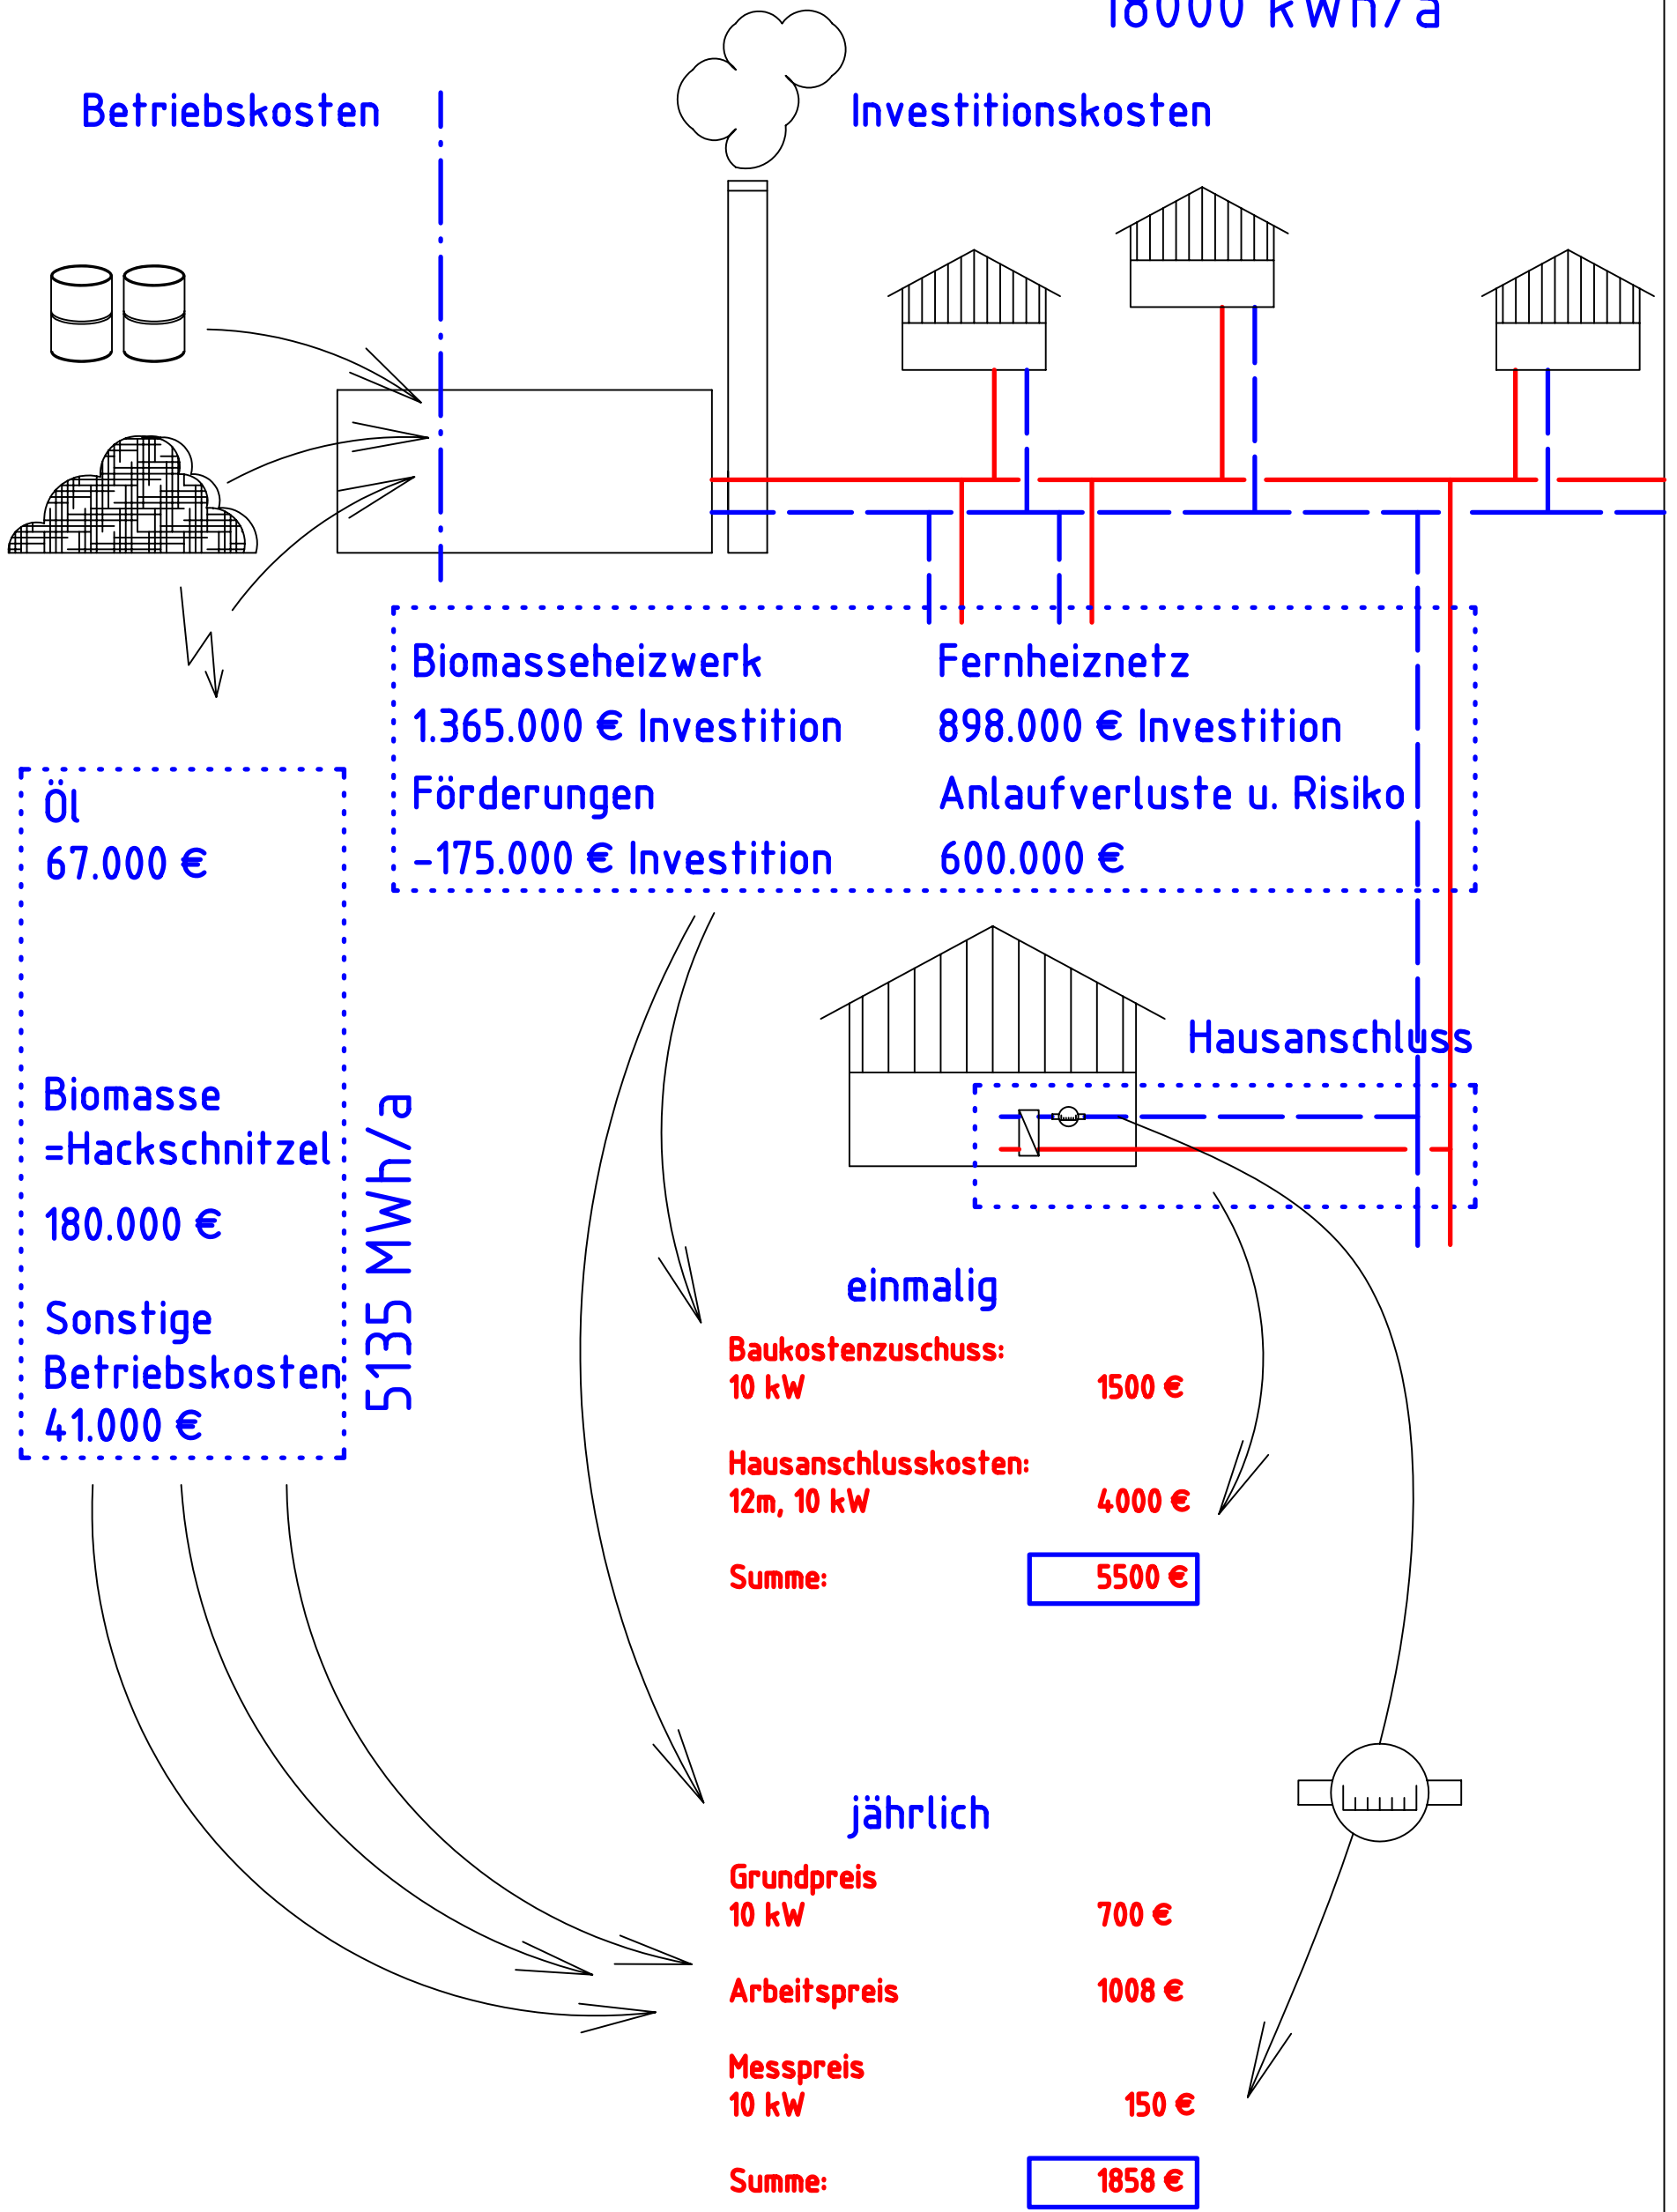 18000 kWh/a
Betriebskosten
Investitionskosten
Biomasseheizwerk
1.365.000 € Investition
Förderungen
-175.000 € Investition
Fernheiznetz
898.000 € Investition
Anlaufverluste u. Risiko
600.000 €
Öl
67.000 €
Biomasse
=Hackschnitzel
180.000 €
Sonstige
Betriebskosten
41.000 €
5135 MWh/a
Hausanschluss
einmalig
Baukostenzuschuss:
10 kW 1500 €
Hausanschlusskosten:
12m, 10 kW 4000 €
Summe: 5500 €
jährlich
Grundpreis
10 kW 700 €
Arbeitspreis 1008 €
Messpreis
10 kW 150 €
Summe: 1858 €